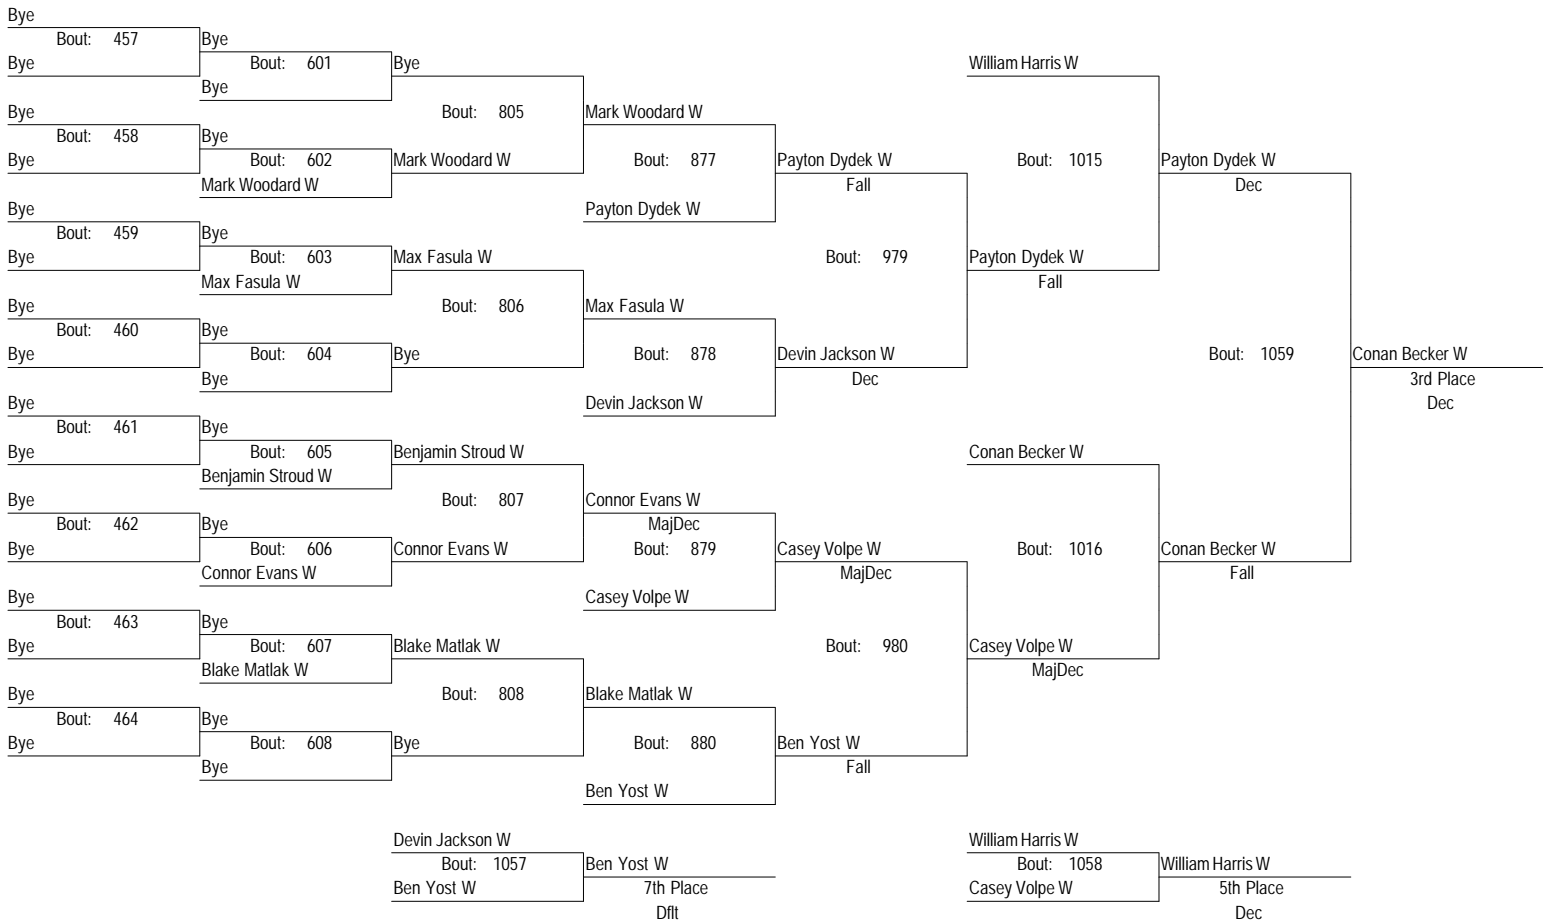 Bye
Bout: 457 Bye
Bye Bout: 601 Bye William Harris W
Bye
Bye Bout: 805 Mark Woodard W
Bout: 458 Bye
Bye Bout: 602 Mark Woodard W Bout: 877 Payton Dydek W Bout: 1015 Payton Dydek W
Mark Woodard W Fall Dec
Bye Payton Dydek W
Bout: 459 Bye
Bye Bout: 603 Max Fasula W Bout: 979 Payton Dydek W
Max Fasula W Fall
Bye Bout: 806 Max Fasula W
Bout: 460 Bye
Bye Bout: 604 Bye Bout: 878 Devin Jackson W Bout: 1059 Conan Becker W
Bye Dec 3rd Place
Bye Devin Jackson W Dec
Bout: 461 Bye
Bye Bout: 605 Benjamin Stroud W Conan Becker W
Benjamin Stroud W
Bye Bout: 807 Connor Evans W
Bout: 462 Bye MajDec
Bye Bout: 606 Connor Evans W Bout: 879 Casey Volpe W Bout: 1016 Conan Becker W
Connor Evans W MajDec Fall
Bye Casey Volpe W
Bout: 463 Bye
Bye Bout: 607 Blake Matlak W Bout: 980 Casey Volpe W
Blake Matlak W MajDec
Bye Bout: 808 Blake Matlak W
Bout: 464 Bye
Bye Bout: 608 Bye Bout: 880 Ben Yost W
Bye Fall
Ben Yost W
Devin Jackson W William Harris W
Bout: 1057 Ben Yost W Bout: 1058 William Harris W
Ben Yost W 7th Place Casey Volpe W 5th Place
Dflt Dec